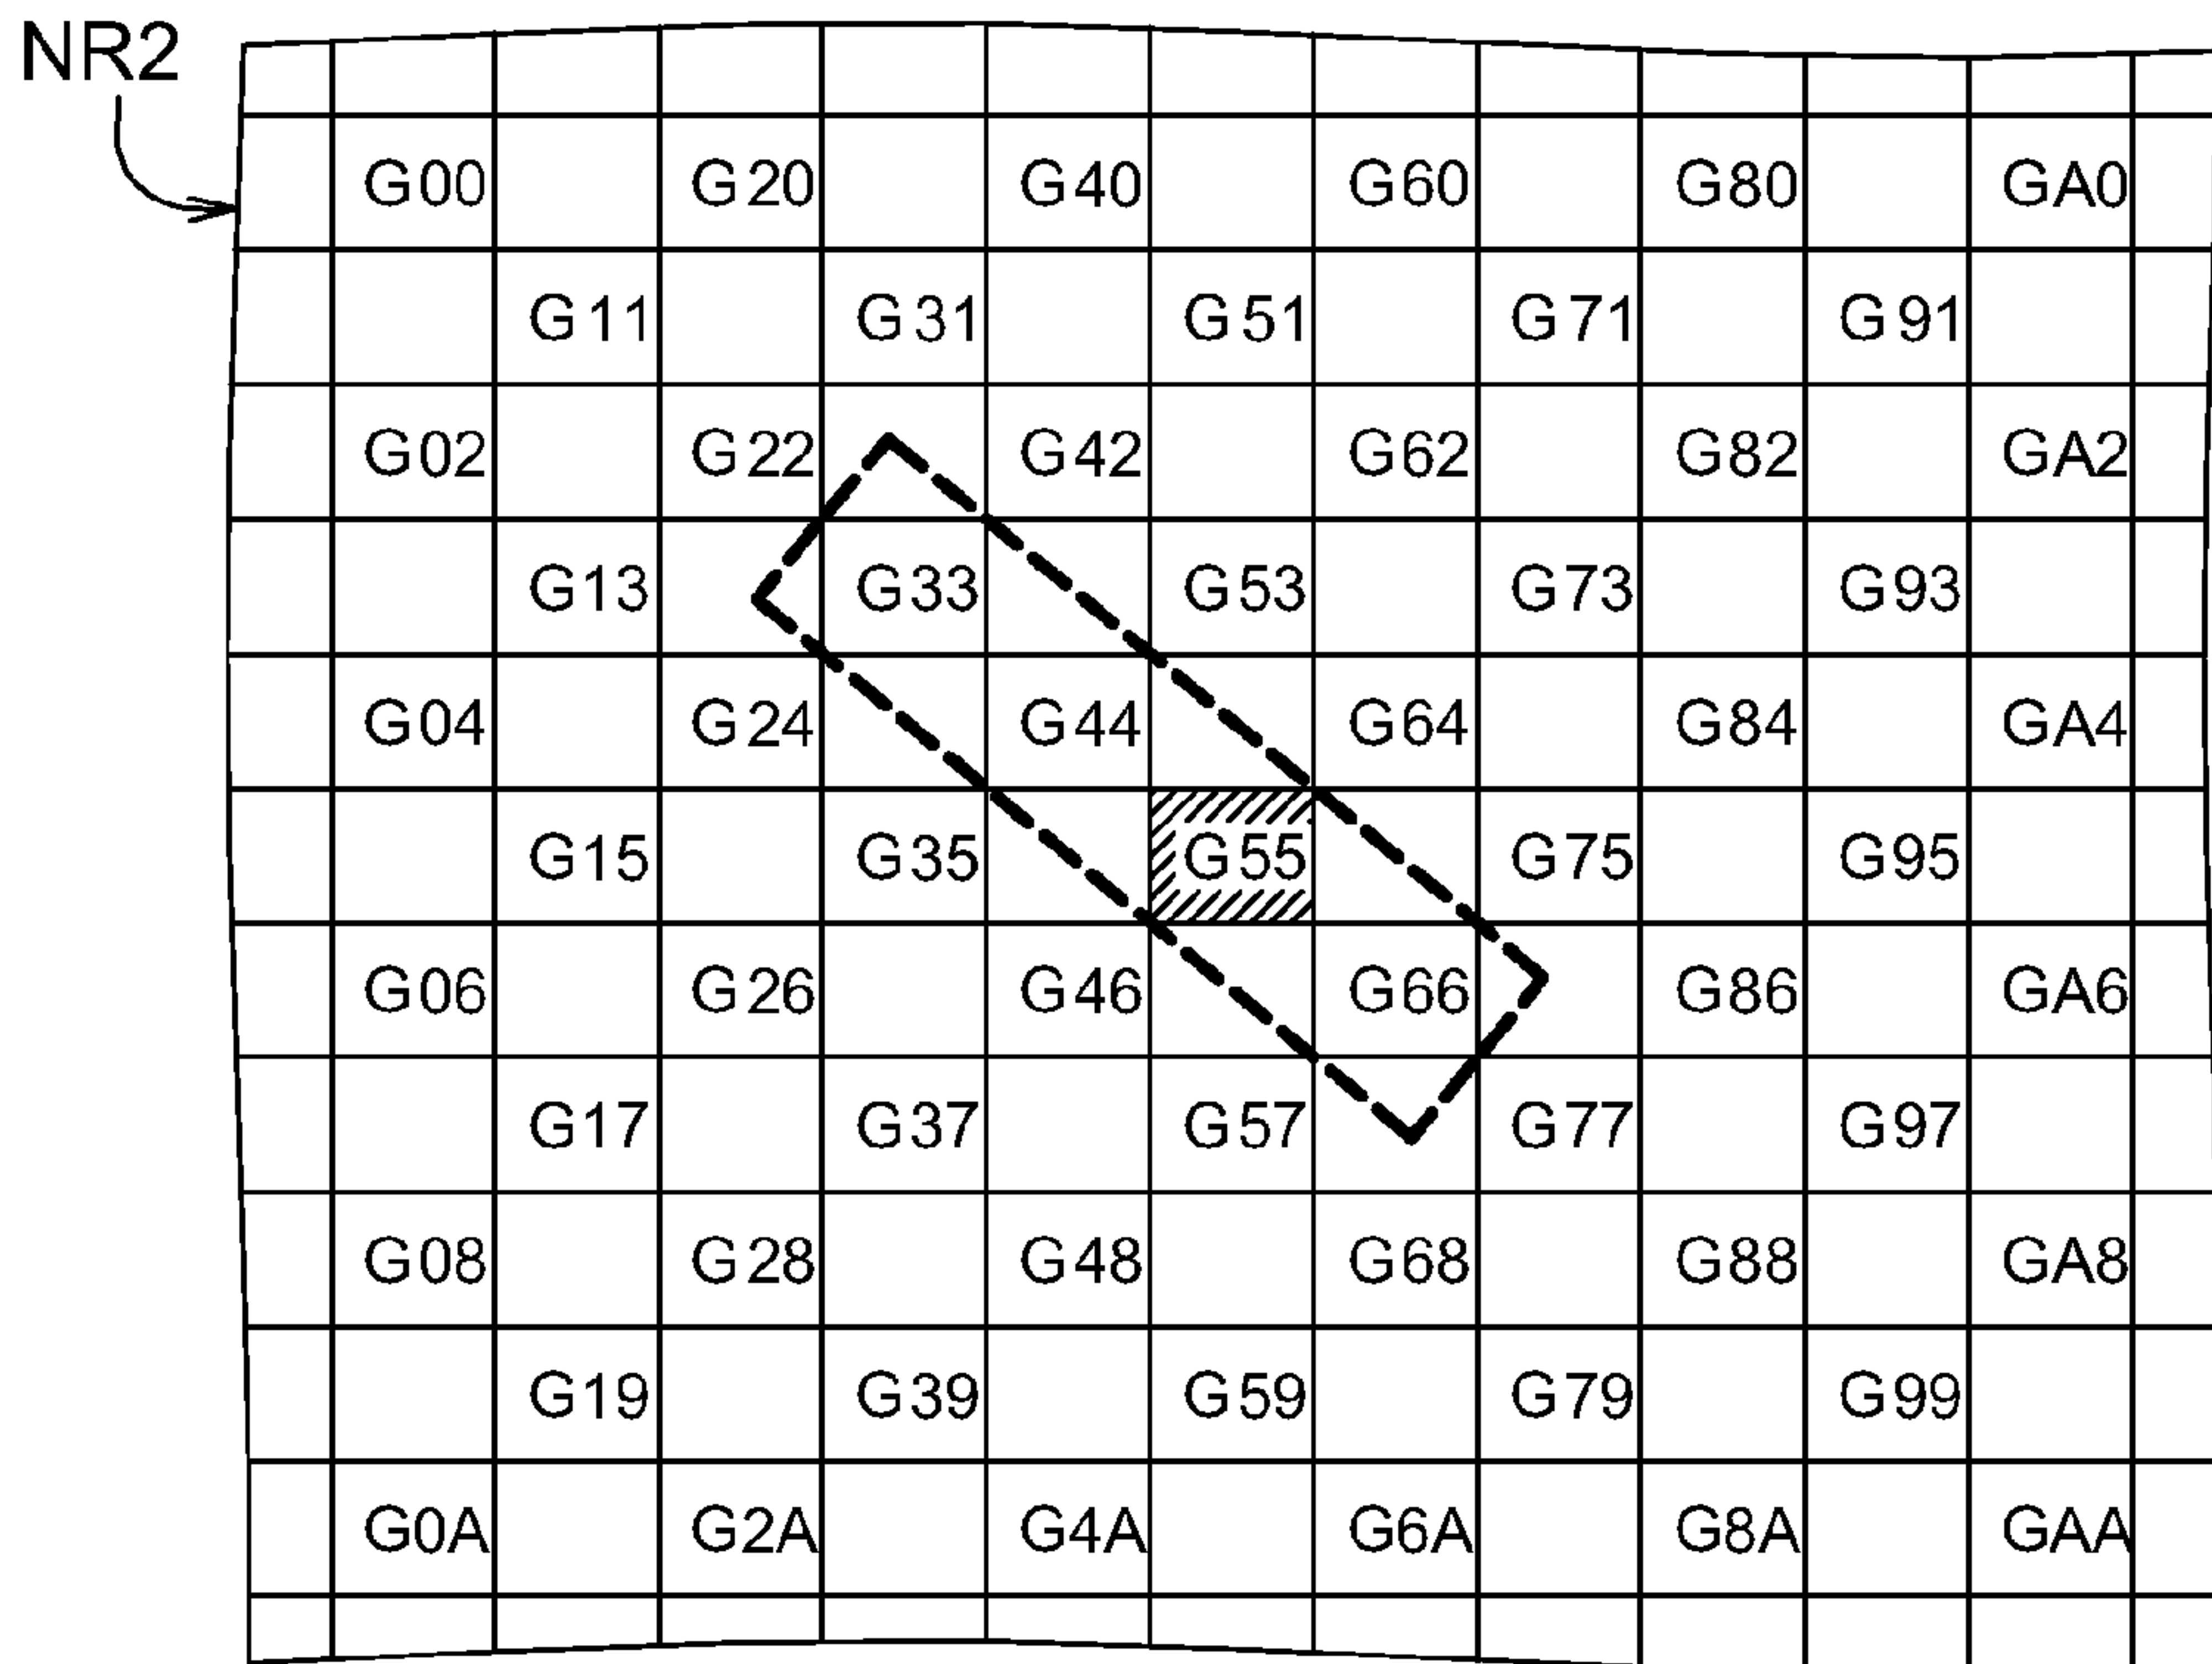 NR2
G00 G20 G40 G60 G80 GA0
G11 G31 G51 G71 G91
G02 G22 G42 G62 G82 GA2
G13 G33 G53 G73 G93
G04 G24 G44 G64 G84 GA4
G15 G35 G55 G75 G95
G06 G26 G46 G66 G86 GA6
G17 G37 G57 G77 G97
G08 G28 G48 G68 G88 GA8
G19 G39 G59 G79 G99
G0A G2A G4A G6A G8A GAA